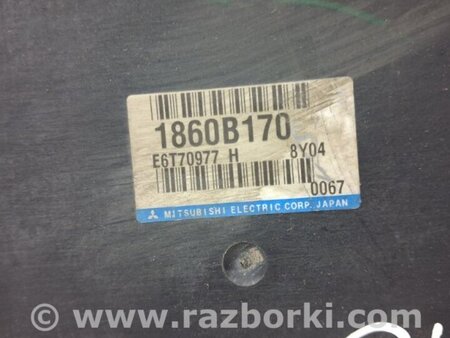 1860B170
E6T70977 H 8Y04
0067
MITSUBISHI ELECTRIC CORP. JAPAN
© www.razborki.com